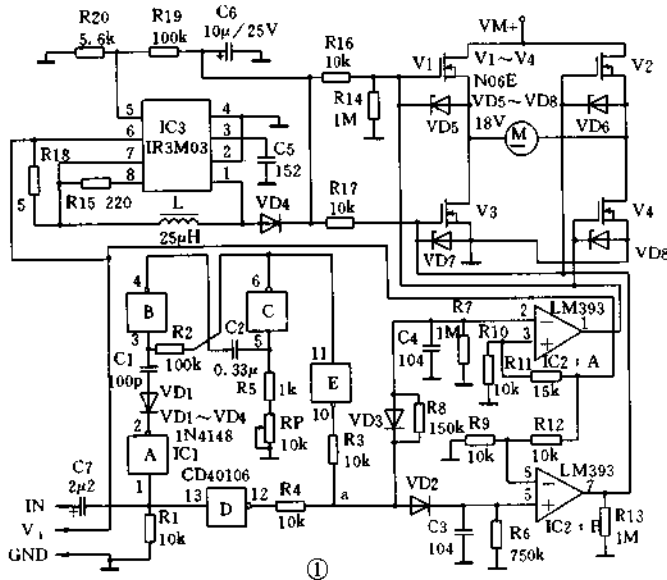 R20
5.6k
R19
100k
C6
10μ/25V
R16
10k
VM+
V1
V1～V4
N06E
V2
R14
1M
VD5
VD5～VD8
18V
VD6
M
5
4
6
IC3
3
7
IR3M03
2
8
1
C5
152
R18
5
R15 220
R17
10k
L
25μH
VD4
V3
V4
VD7
VD8
4
B
3
6
C
5
R2
100k
C2
0.33μ
C1
100p
11
E
10
R5
1k
VD1
VD1～VD4
1N4148
RP
10k
2
A
IC1
1
R3
10k
C4
104
R7
1M
R10
10k
LM393
2
1
3
IC2:A
R11
15k
VD3
R8
150k
R9
10k
R12
10k
C7
2μ2
IN
CD40106
13
D
12
R4
10k
a
VD2
LM393
7
5
R13
1M
C3
104
R6
750k
GND
R1
10k
①